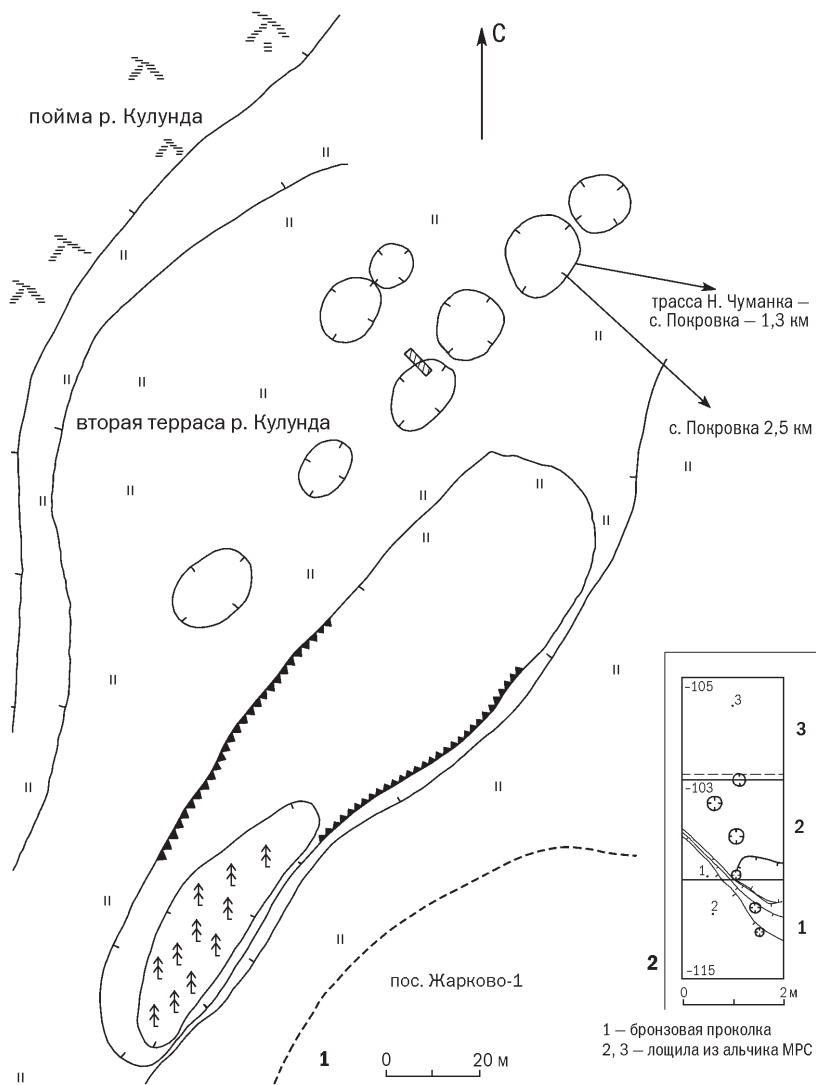 С
пойма р. Кулунда
трасса Н. Чуманка –
с. Покровка – 1,3 км
вторая терраса р. Кулунда
с. Покровка 2,5 км
-105
3
3
-103
2
1
2
1
-115
2
0 2 м
пос. Жарково-1
1
0 20 м
1 – бронзовая проколка
2, 3 – лощила из альчика МРС